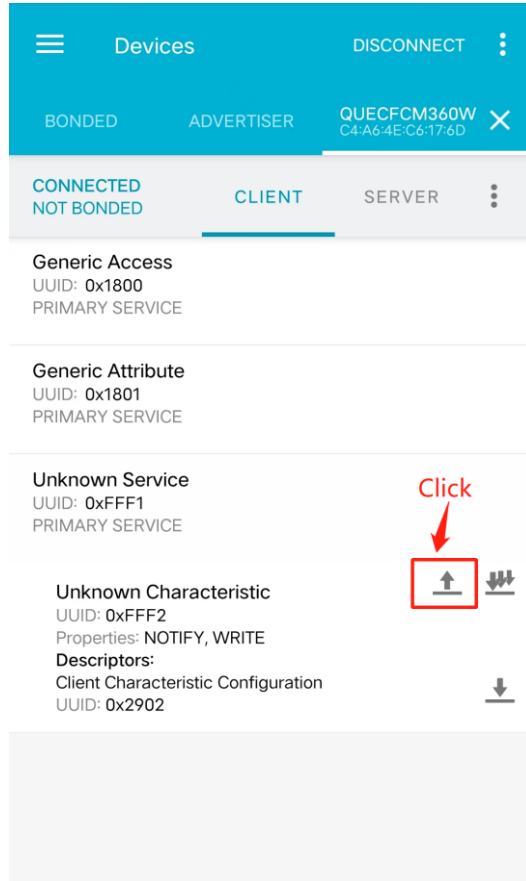 Devices
DISCONNECT
BONDED
ADVERTISER
QUECFCM360W
C4:A6:4E:C6:17:6D
CONNECTED
NOT BONDED
CLIENT
SERVER
Generic Access
UUID: 0x1800
PRIMARY SERVICE
Generic Attribute
UUID: 0x1801
PRIMARY SERVICE
Unknown Service
UUID: 0xFFF1
PRIMARY SERVICE
Click
Unknown Characteristic
UUID: 0xFFF2
Properties: NOTIFY, WRITE
Descriptors:
Client Characteristic Configuration
UUID: 0x2902